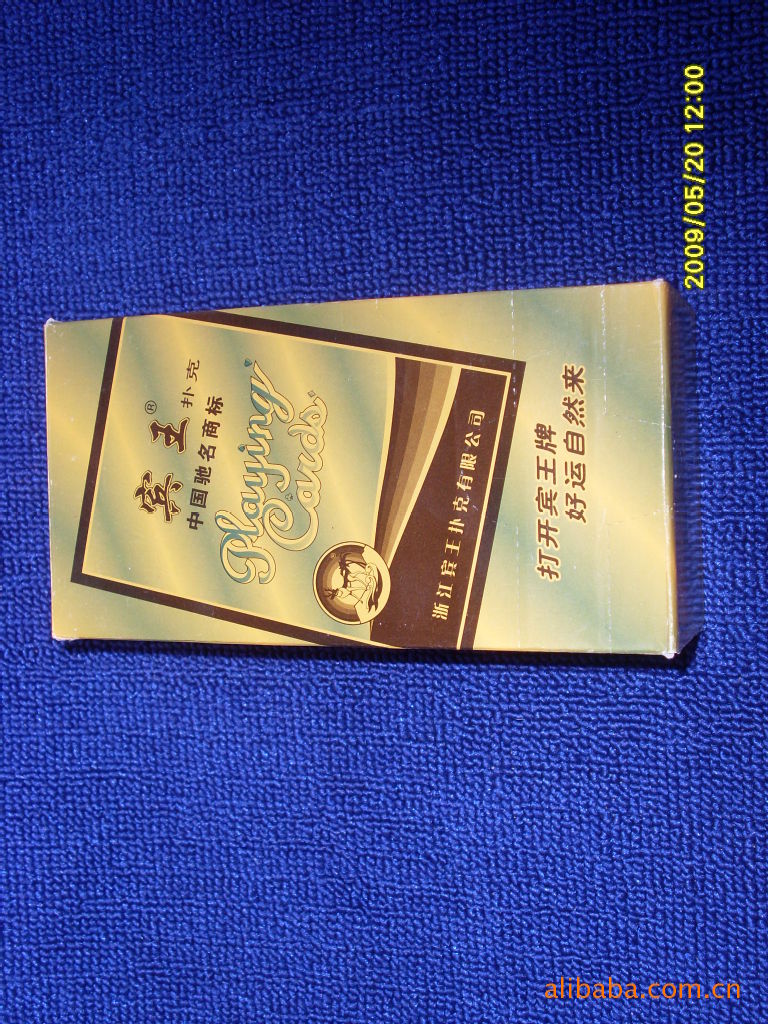 宾王®扑克
中国驰名商标
Playing
Cards
浙江宾王扑克有限公司
打开宾王牌
好运自然来
2009/05/20 12:00
alibaba.com.cn